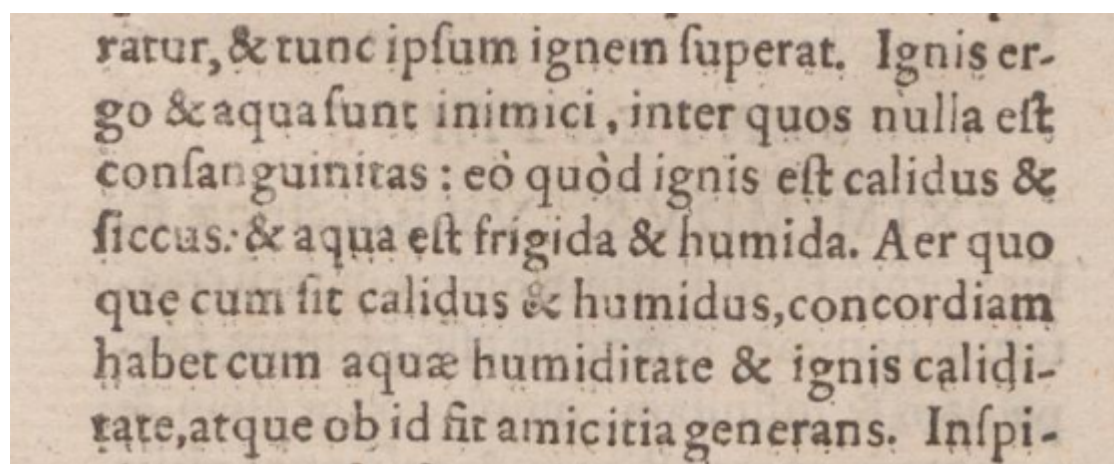 ratur, & tunc ipſum ignem ſuperat. Ignis er-
go & aqua ſunt inimici, inter quos nulla eſt
conſanguinitas: eò quòd ignis eſt calidus &
ſiccus: & aqua eſt frigida & humida. Aer quo
que cum ſit calidus & humidus, concordiam
habet cum aquæ humiditate & ignis calidi-
tate, atque ob id fit amicitia generans. Inſpi-